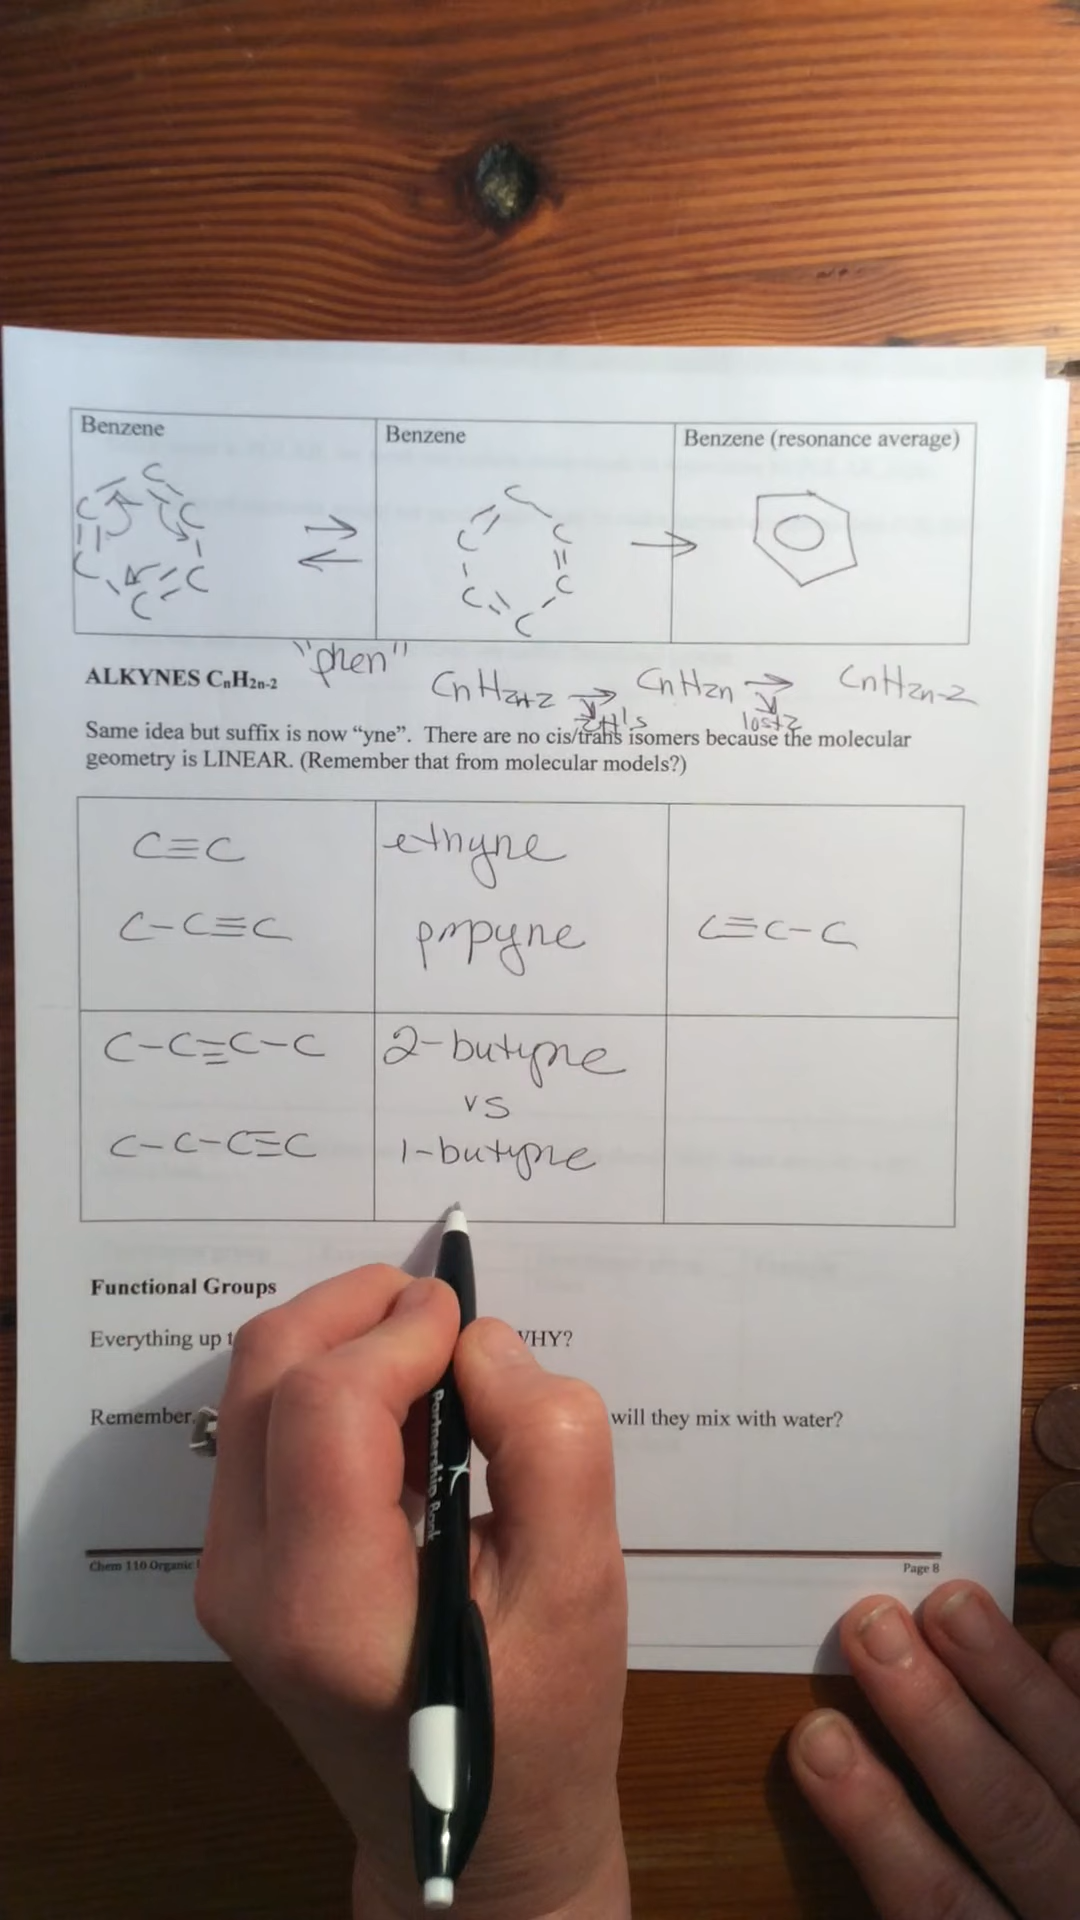 Benzene
Benzene
Benzene (resonance average)
C C C C C C
⇌
C C C C C C
→
"phen"
ALKYNES CnH2n-2
CnH2n+2 → CnH2n → CnH2n-2
2H's
lost 2
Same idea but suffix is now “yne”. There are no cis/trans isomers because the molecular
geometry is LINEAR. (Remember that from molecular models?)
C≡C ethyne
C-C≡C propyne C≡C-C
C-C≡C-C 2-butyne
vs
C-C-C≡C 1-butyne
Functional Groups
Everything up WHY?
Remember. will they mix with water?
Partnership Bank
Chem 110 Organic
Page 8